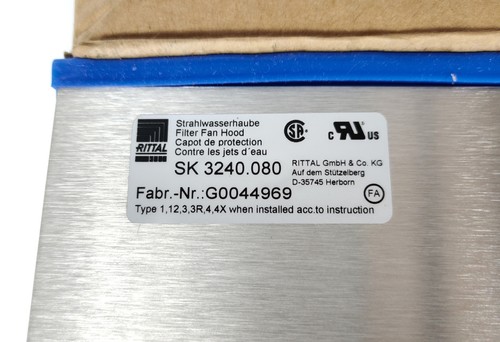 RITTAL
Strahlwasserhaube
Filter Fan Hood
Capot de protection
Contre les jets d´eau
SK 3240.080
Fabr.-Nr.:G0044969
Type 1,12,3,3R,4,4X when installed acc.to instruction
SA
c RU US
RITTAL GmbH & Co. KG
Auf dem Stützelberg
D-35745 Herborn
FA